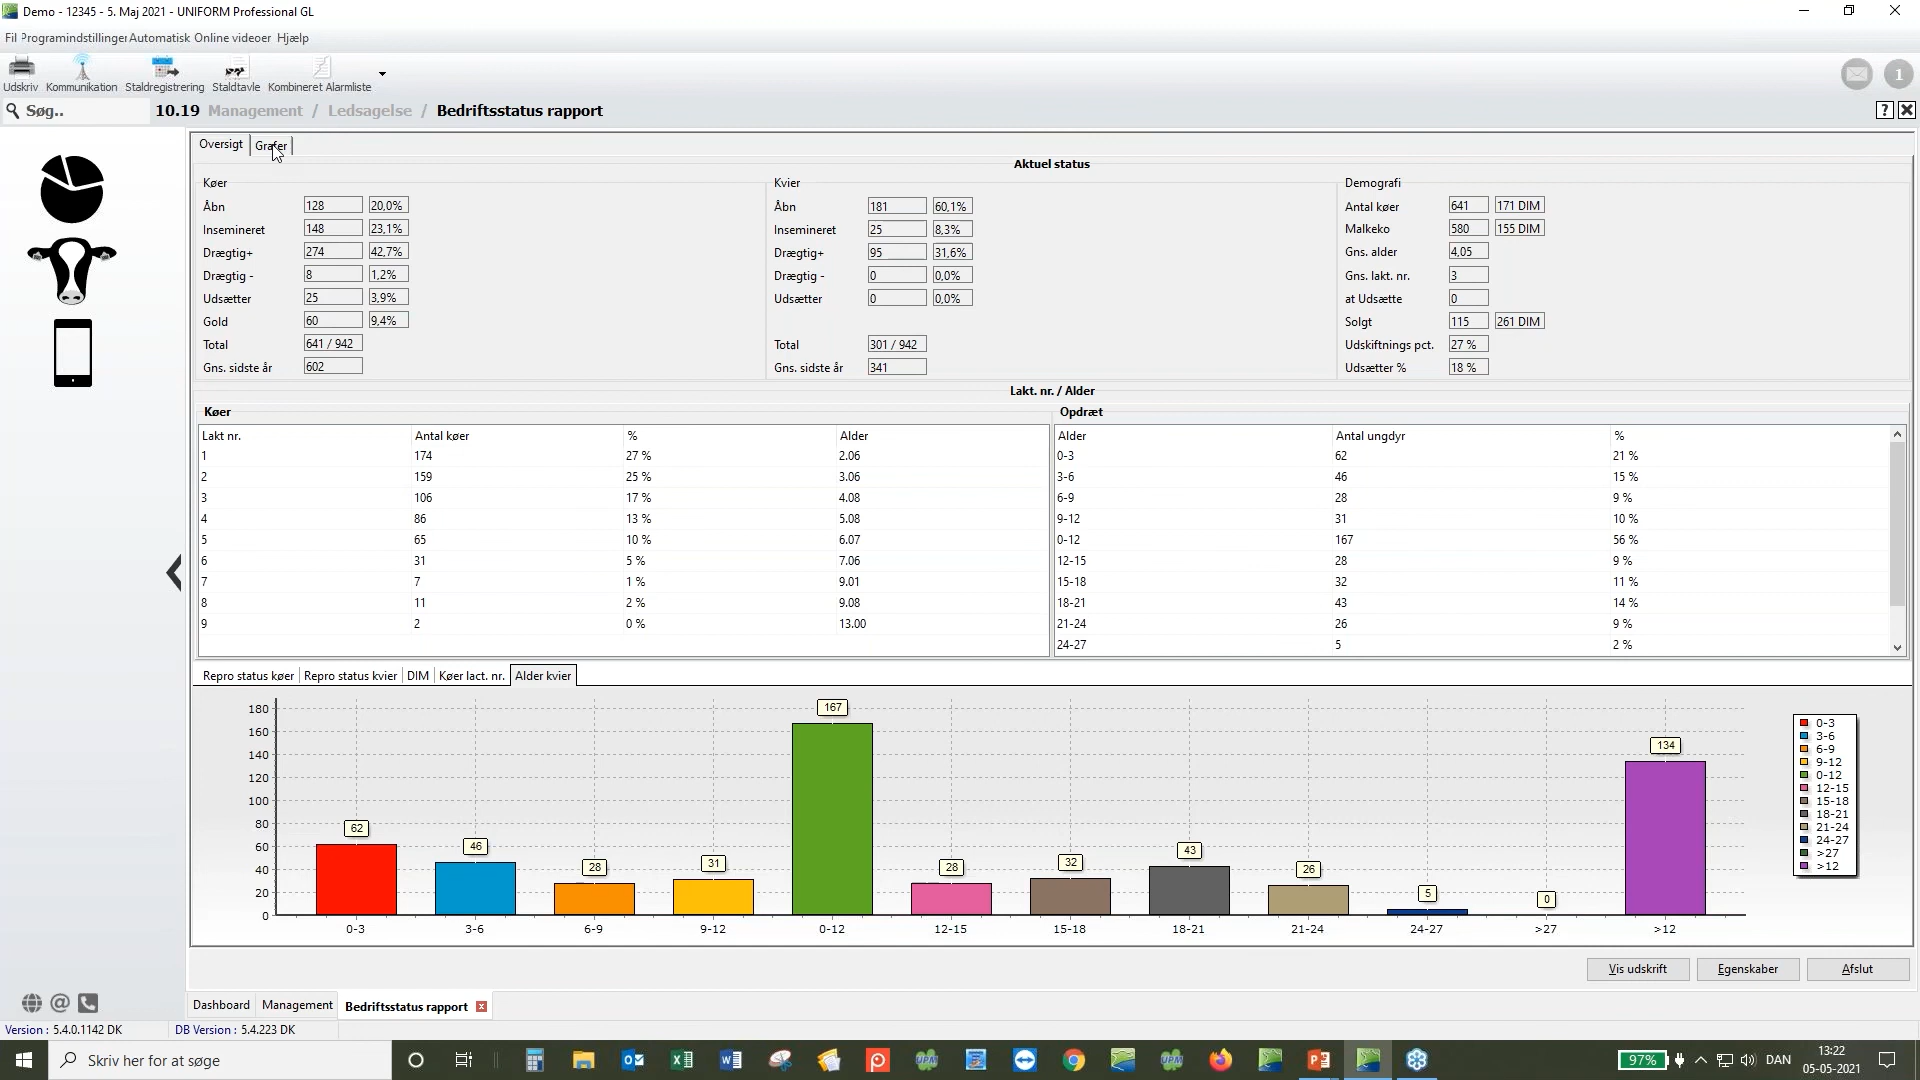 Demo - 12345 - 5. Maj 2021 - UNIFORM Professional GL
Fil Programindstillinger Automatisk Online videoer Hjælp
Udskriv Kommunikation Staldregistrering Staldtavle Kombineret Alarmliste
1
Søg.. 10.19 Management / Ledsagelse / Bedriftsstatus rapport
Oversigt Grafer
Aktuel status
Køer Kvier Demografi
Åbn 128 20,0% Åbn 181 60,1% Antal køer 641 171 DIM
Insemineret 148 23,1% Insemineret 25 8,3% Malkeko 580 155 DIM
Drægtig+ 274 42,7% Drægtig+ 95 31,6% Gns. alder 4,05
Drægtig - 8 1,2% Drægtig - 0 0,0% Gns. lakt. nr. 3
Udsætter 25 3,9% Udsætter 0 0,0% at Udsætte 0
Gold 60 9,4% Solgt 115 261 DIM
Total 641 / 942 Total 301 / 942 Udskiftnings pct. 27 %
Gns. sidste år 602 Gns. sidste år 341 Udsætter % 18 %
Lakt. nr. / Alder
Køer Opdræt
Lakt nr. Antal køer % Alder Alder Antal ungdyr %
1 174 27 % 2.06 0-3 62 21 %
2 159 25 % 3.06 3-6 46 15 %
3 106 17 % 4.08 6-9 28 9 %
4 86 13 % 5.08 9-12 31 10 %
5 65 10 % 6.07 0-12 167 56 %
6 31 5 % 7.06 12-15 28 9 %
7 7 1 % 9.01 15-18 32 11 %
8 11 2 % 9.08 18-21 43 14 %
9 2 0 % 13.00 21-24 26 9 %
24-27 5 2 %
Repro status køer Repro status kvier DIM Køer lact. nr. Alder kvier
180
160
140
120
100
80
60
40
20
0
62 46 28 31 167 28 32 43 26 5 0 134
0-3 3-6 6-9 9-12 0-12 12-15 15-18 18-21 21-24 24-27 >27 >12
0-3
3-6
6-9
9-12
0-12
12-15
15-18
18-21
21-24
24-27
>27
>12
Vis udskrift Egenskaber Afslut
Dashboard Management Bedriftsstatus rapport
Version : 5.4.0.1142 DK DB Version : 5.4.223 DK
Skriv her for at søge 97% DAN 13:22
05-05-2021